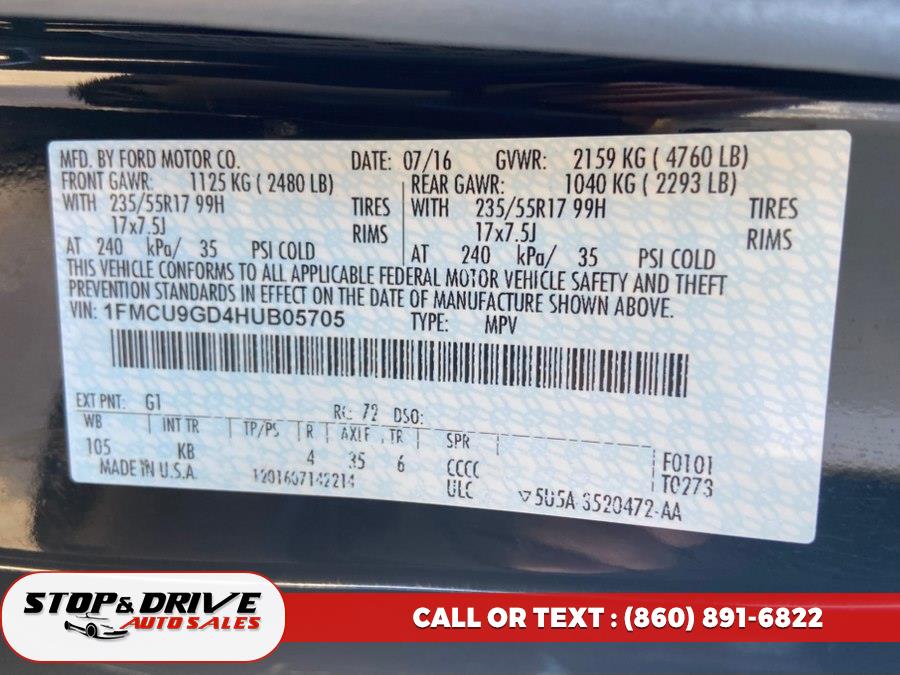 MFD. BY FORD MOTOR CO. DATE: 07/16 GVWR: 2159 KG ( 4760 LB)
FRONT GAWR: 1125 KG ( 2480 LB) REAR GAWR: 1040 KG ( 2293 LB)
WITH 235/55R17 99H TIRES WITH 235/55R17 99H TIRES
17x7.5J RIMS 17x7.5J RIMS
AT 240 kPa/ 35 PSI COLD AT 240 kPa/ 35 PSI COLD
THIS VEHICLE CONFORMS TO ALL APPLICABLE FEDERAL MOTOR VEHICLE SAFETY AND THEFT
PREVENTION STANDARDS IN EFFECT ON THE DATE OF MANUFACTURE SHOWN ABOVE.
VIN: 1FMCU9GD4HUB05705 TYPE: MPV
EXT PNT: G1 RC: 72 DSO:
WB INT TR TP/PS R AXLE TR SPR
105 KB 4 35 6 CCCC F0101
MADE IN U.S.A. 1201607142214 ULC T0273
5U5A-3520472-AA
STOP & DRIVE
AUTO SALES
CALL OR TEXT : (860) 891-6822